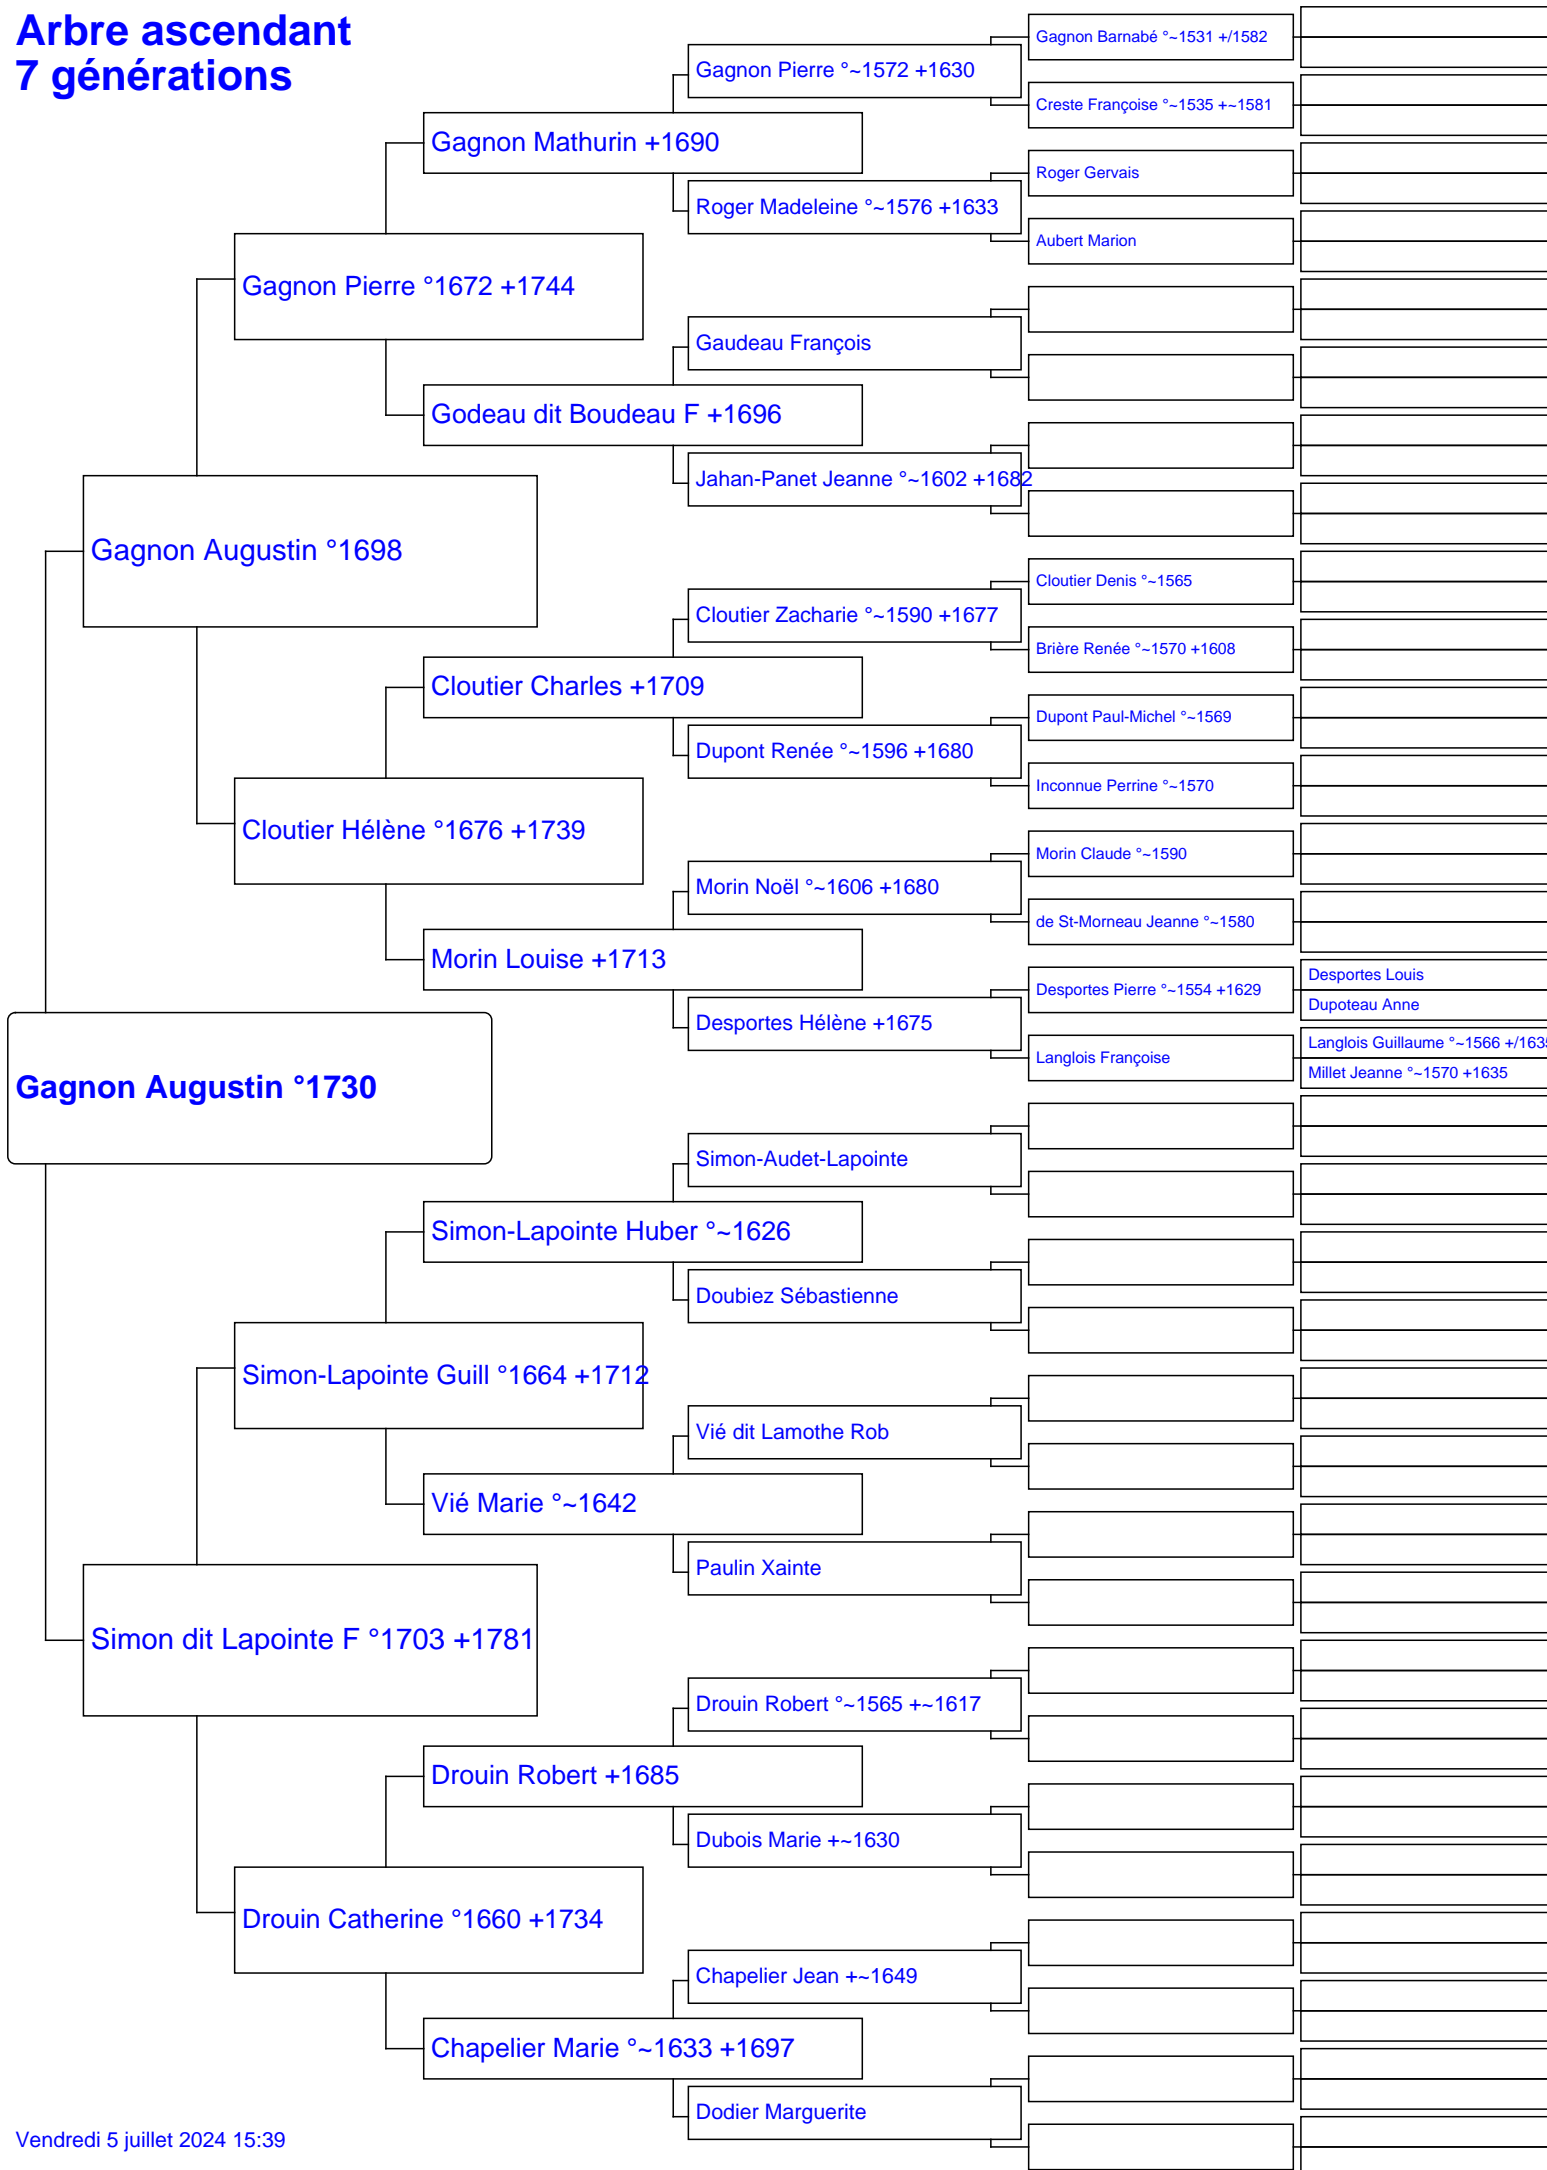 Arbre ascendant
7 générations
Gagnon Barnabé °~1531 +/1582
Gagnon Pierre °~1572 +1630
Creste Françoise °~1535 +~1581
Gagnon Mathurin +1690
Roger Gervais
Roger Madeleine °~1576 +1633
Aubert Marion
Gagnon Pierre °1672 +1744
Gaudeau François
Godeau dit Boudeau F +1696
Jahan-Panet Jeanne °~1602 +1682
Gagnon Augustin °1698
Cloutier Denis °~1565
Cloutier Zacharie °~1590 +1677
Brière Renée °~1570 +1608
Cloutier Charles +1709
Dupont Paul-Michel °~1569
Dupont Renée °~1596 +1680
Inconnue Perrine °~1570
Cloutier Hélène °1676 +1739
Morin Claude °~1590
Morin Noël °~1606 +1680
de St-Morneau Jeanne °~1580
Morin Louise +1713
Desportes Louis
Desportes Pierre °~1554 +1629
Dupoteau Anne
Desportes Hélène +1675
Langlois Guillaume °~1566 +/1635
Langlois Françoise
Millet Jeanne °~1570 +1635
Gagnon Augustin °1730
Simon-Audet-Lapointe
Simon-Lapointe Huber °~1626
Doubiez Sébastienne
Simon-Lapointe Guill °1664 +1712
Vié dit Lamothe Rob
Vié Marie °~1642
Paulin Xainte
Simon dit Lapointe F °1703 +1781
Drouin Robert °~1565 +~1617
Drouin Robert +1685
Dubois Marie +~1630
Drouin Catherine °1660 +1734
Chapelier Jean +~1649
Chapelier Marie °~1633 +1697
Dodier Marguerite
Vendredi 5 juillet 2024 15:39